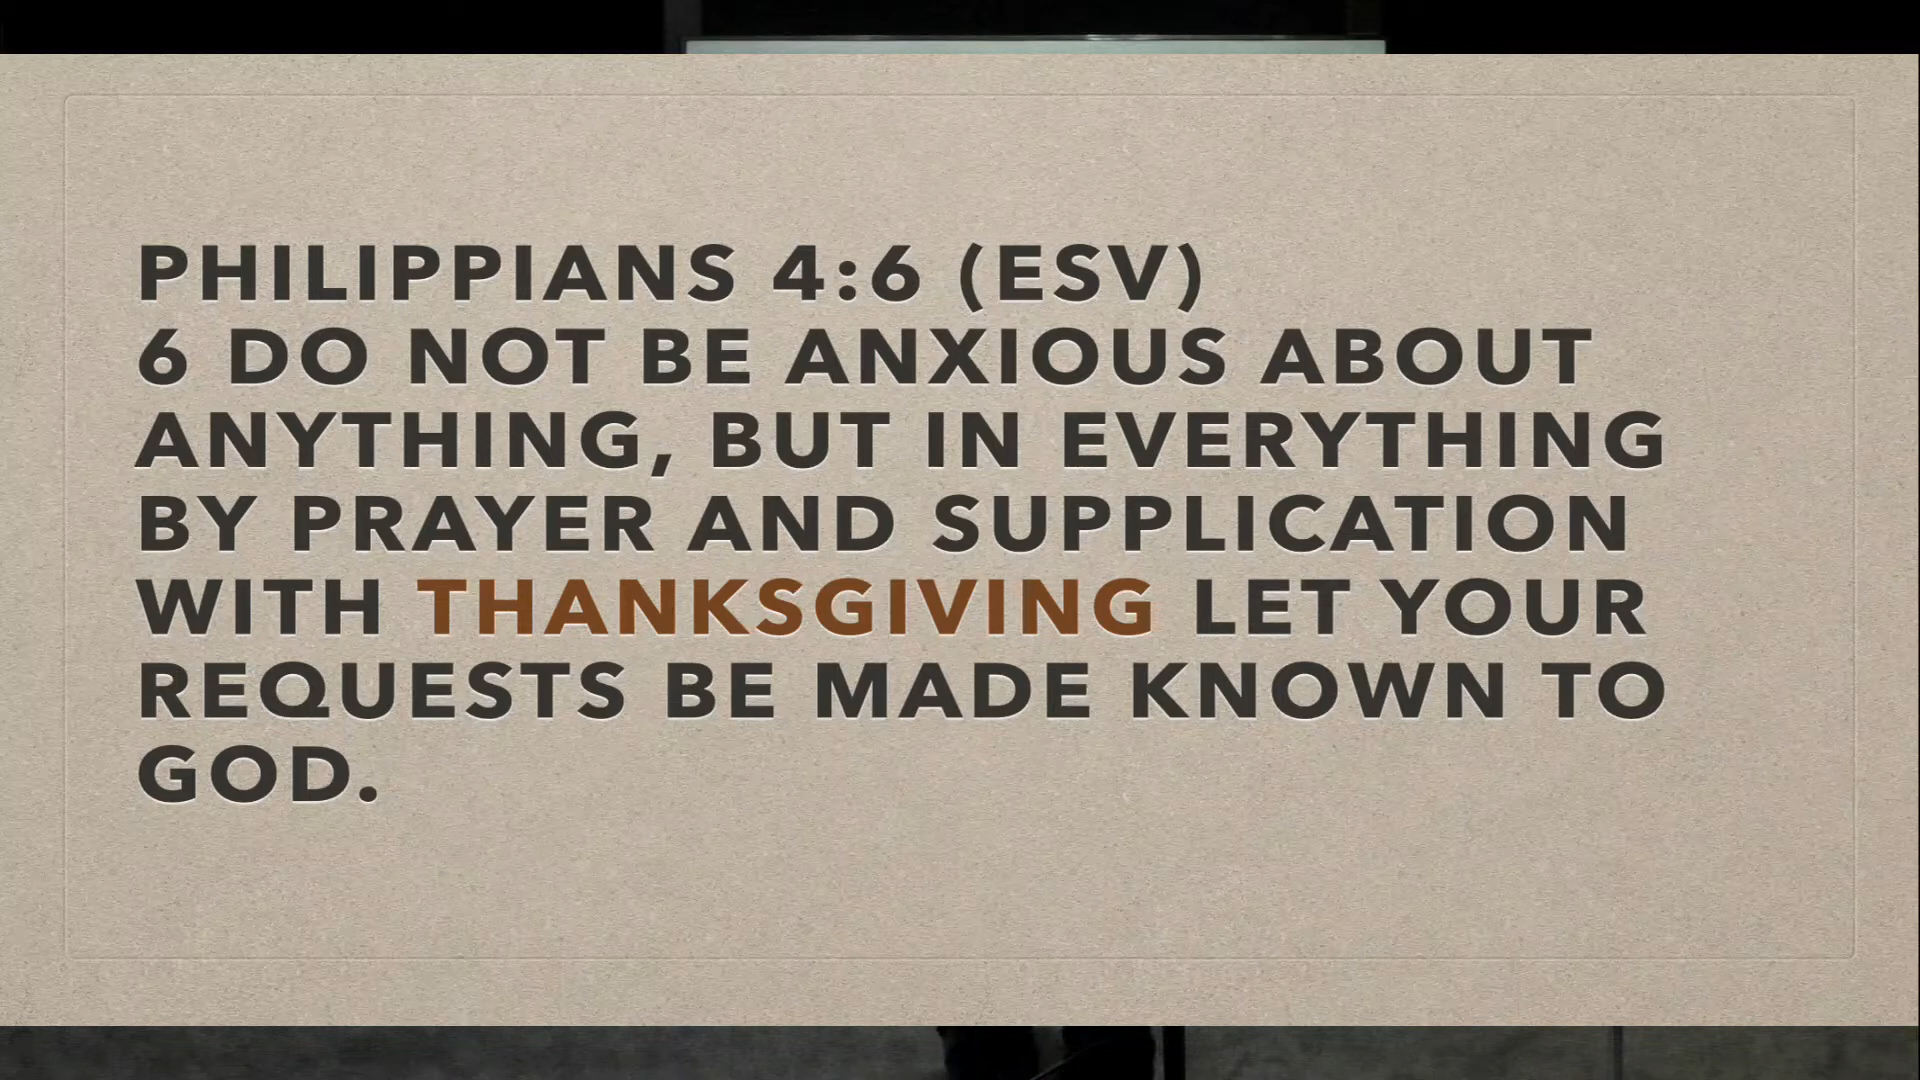 PHILIPPIANS 4:6 (ESV)
6 DO NOT BE ANXIOUS ABOUT
ANYTHING, BUT IN EVERYTHING
BY PRAYER AND SUPPLICATION
WITH THANKSGIVING LET YOUR
REQUESTS BE MADE KNOWN TO
GOD.